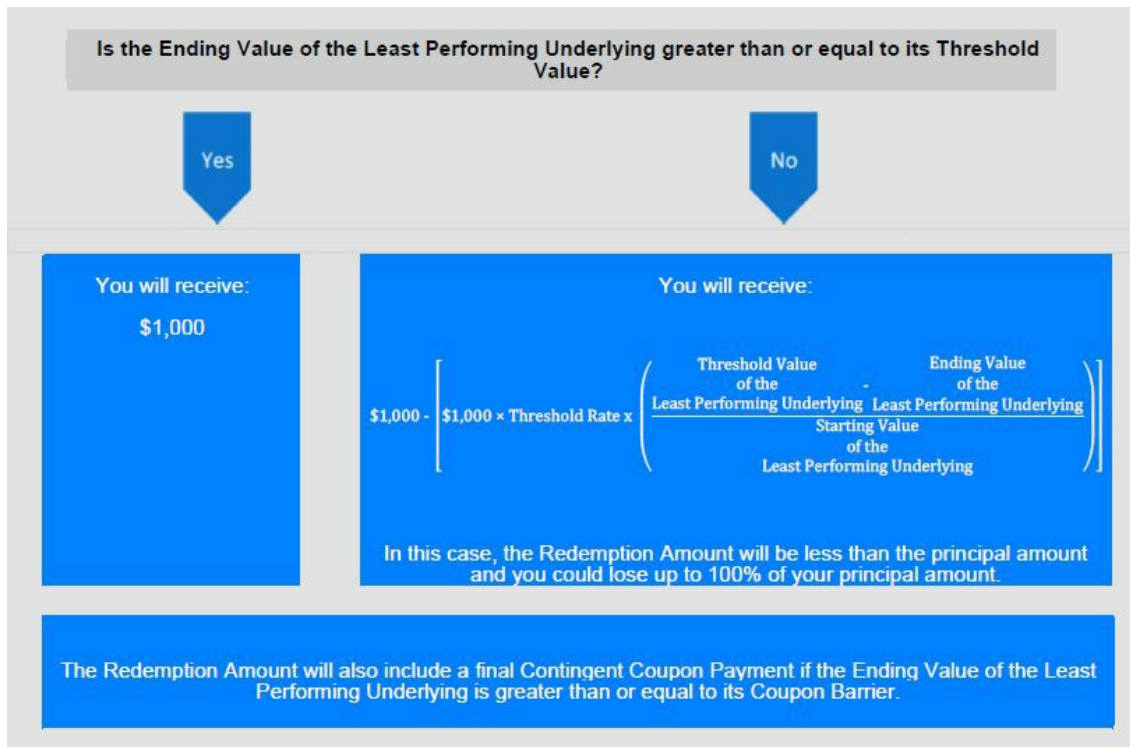 Is the Ending Value of the Least Performing Underlying greater than or equal to its Threshold
Value?
Yes
No
You will receive:
$1,000
You will receive:
$1,000 - [$1,000 × Threshold Rate x (
Threshold Value
of the
Least Performing Underlying
-
Ending Value
of the
Least Performing Underlying
Starting Value
of the
Least Performing Underlying
)]
In this case, the Redemption Amount will be less than the principal amount
and you could lose up to 100% of your principal amount.
The Redemption Amount will also include a final Contingent Coupon Payment if the Ending Value of the Least
Performing Underlying is greater than or equal to its Coupon Barrier.